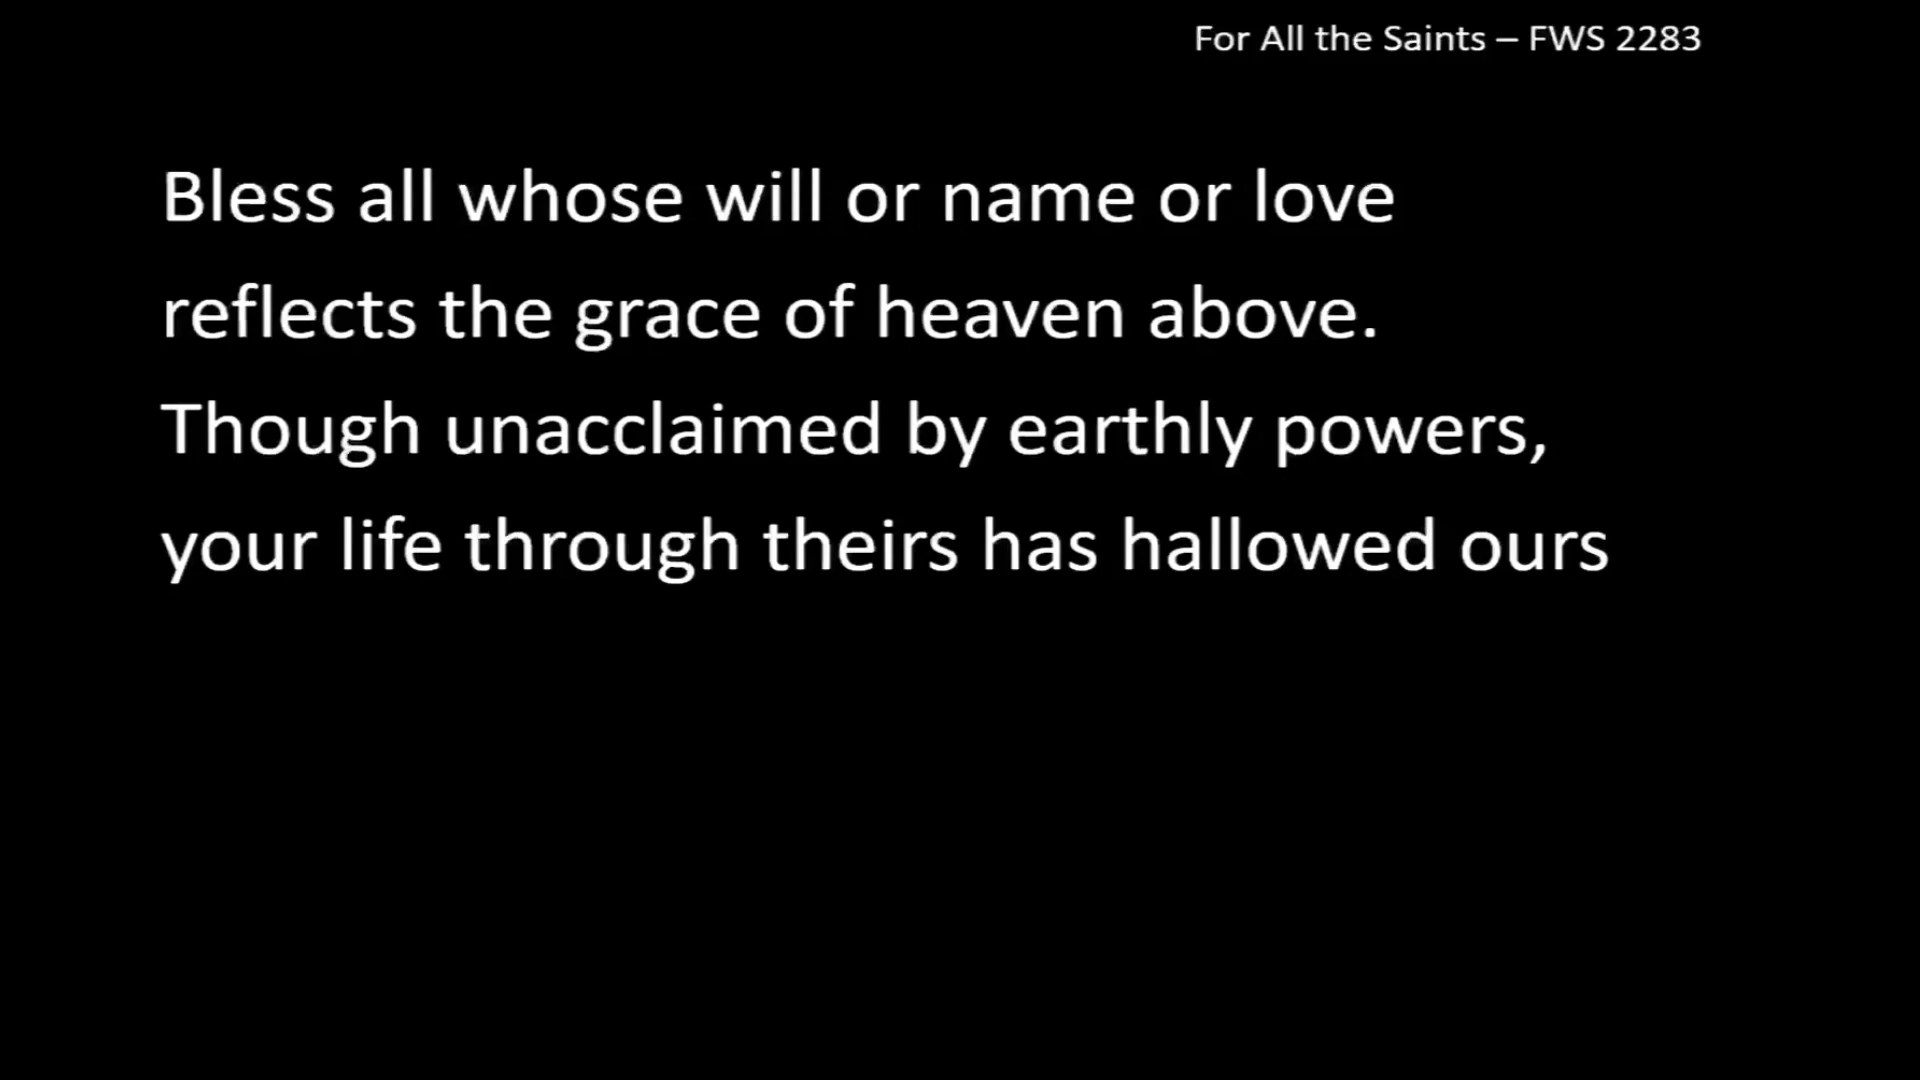 For All the Saints – FWS 2283
Bless all whose will or name or love
reflects the grace of heaven above.
Though unacclaimed by earthly powers,
your life through theirs has hallowed ours